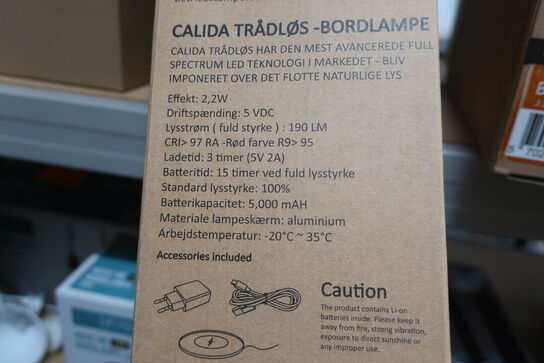 CALIDA TRÅDLØS -BORDLAMPE
CALIDA TRÅDLØS HAR DEN MEST AVANCEREDE FULL
SPECTRUM LED TEKNOLOGI I MARKEDET - BLIV
IMPONERET OVER DET FLOTTE NATURLIGE LYS
Effekt: 2,2W
Driftspænding: 5 VDC
Lysstrøm ( fuld styrke ) : 190 LM
CRI> 97 RA -Rød farve R9> 95
Ladetid: 3 timer (5V 2A)
Batteritid: 15 timer ved fuld lysstyrke
Standard lysstyrke: 100%
Batterikapacitet: 5,000 mAH
Materiale lampeskærm: aluminium
Arbejdstemperatur: -20°C ~ 35°C
Accessories included
Caution
The product contains Li-on
batteries inside. Please keep it
away from fire, strong vibration,
exposure to direct sunshine or
any improper use.